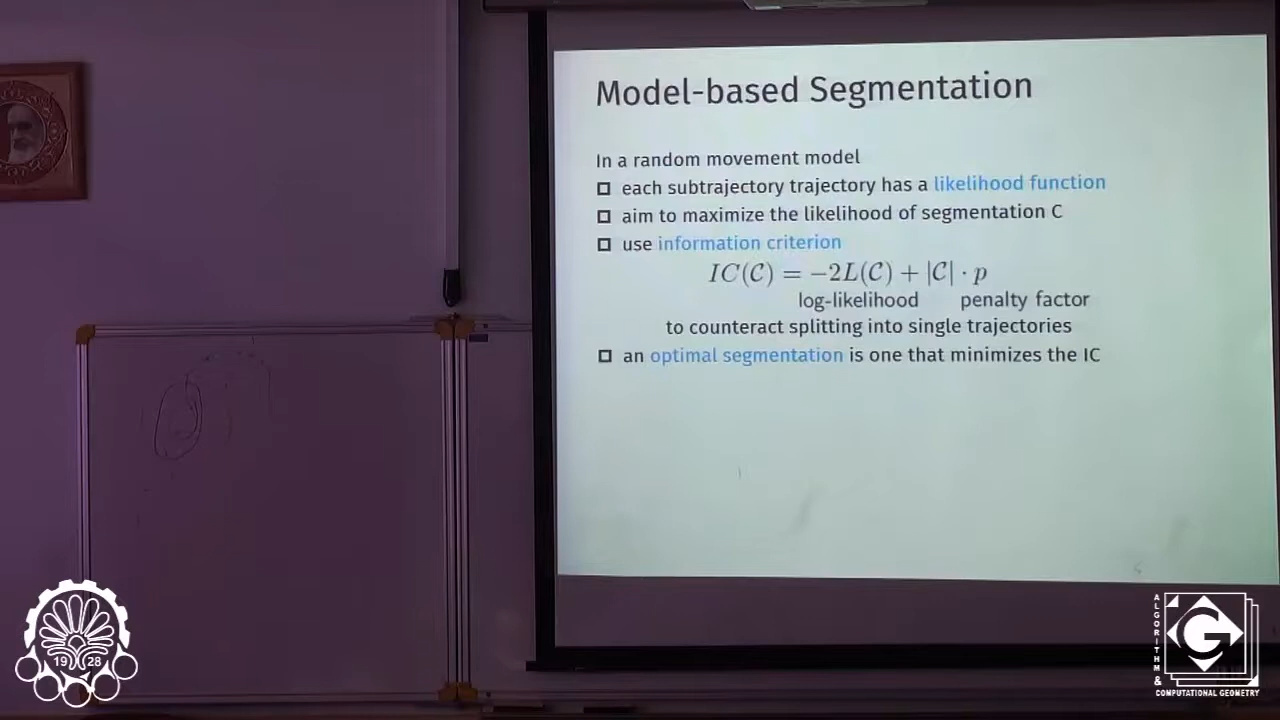 Model-based Segmentation
In a random movement model
each subtrajectory trajectory has a likelihood function
aim to maximize the likelihood of segmentation C
use information criterion
IC(𝒞) = −2L(𝒞) + |𝒞| · p
log-likelihood penalty factor
to counteract splitting into single trajectories
an optimal segmentation is one that minimizes the IC
1928
ALGORITHM &
G
COMPUTATIONAL GEOMETRY